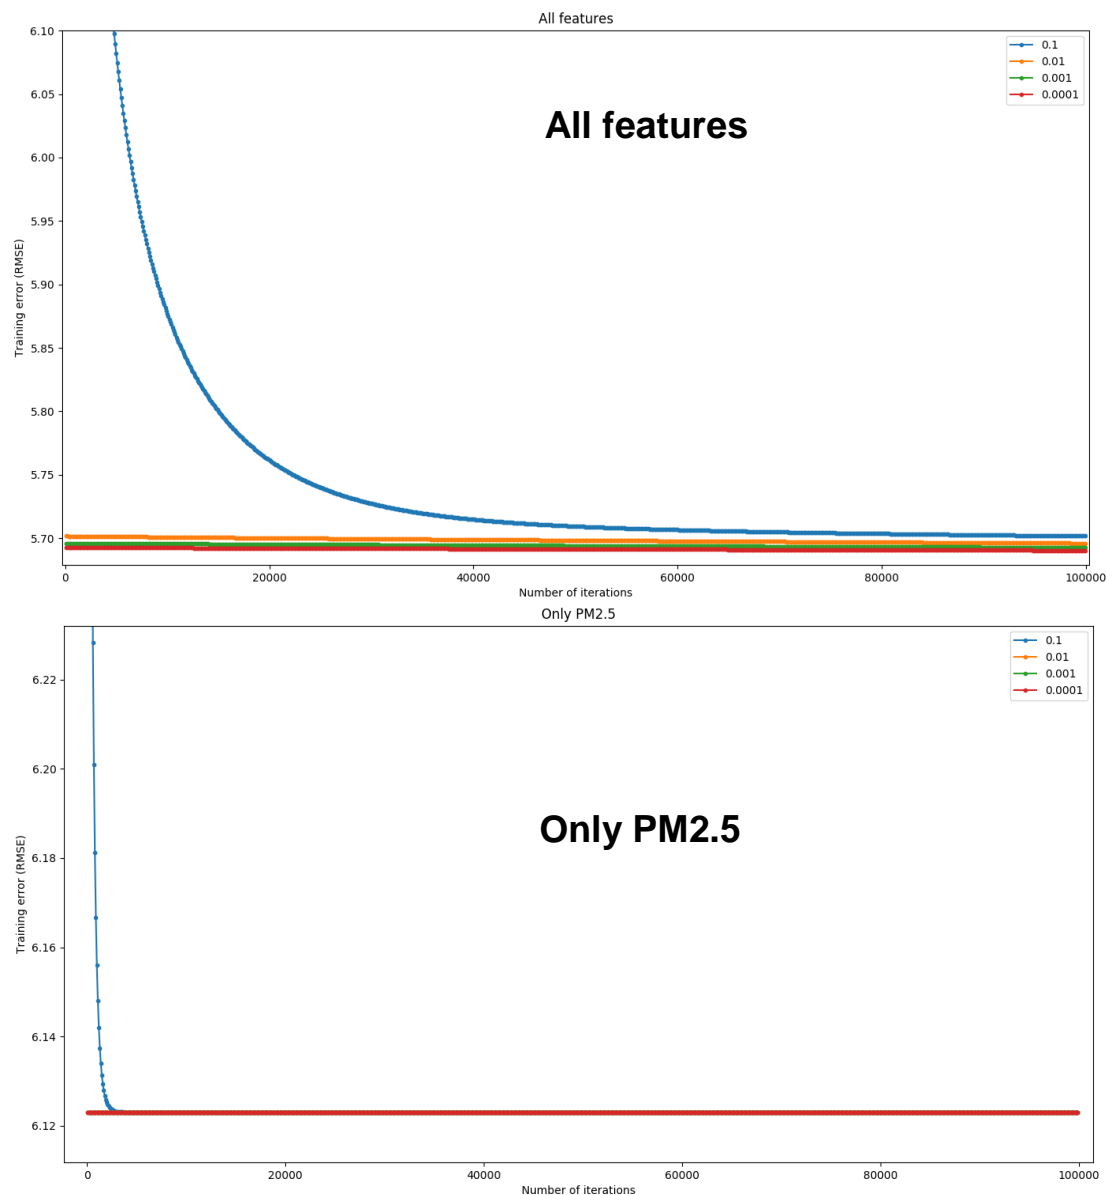 All features
6.10
6.05
6.00
5.95
5.90
5.85
5.80
5.75
5.70
Training error (RMSE)
All features
0.1
0.01
0.001
0.0001
0 20000 40000 60000 80000 100000
Number of iterations
Only PM2.5
6.22
6.20
6.18
6.16
6.14
6.12
Training error (RMSE)
Only PM2.5
0.1
0.01
0.001
0.0001
0 20000 40000 60000 80000 100000
Number of iterations